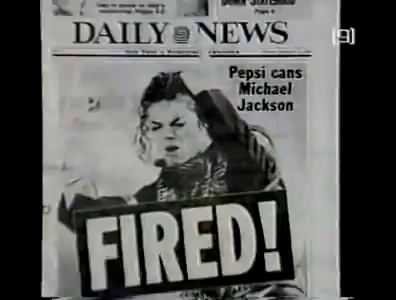 DAILY NEWS
[9]
Pepsi cans
Michael
Jackson
FIRED!